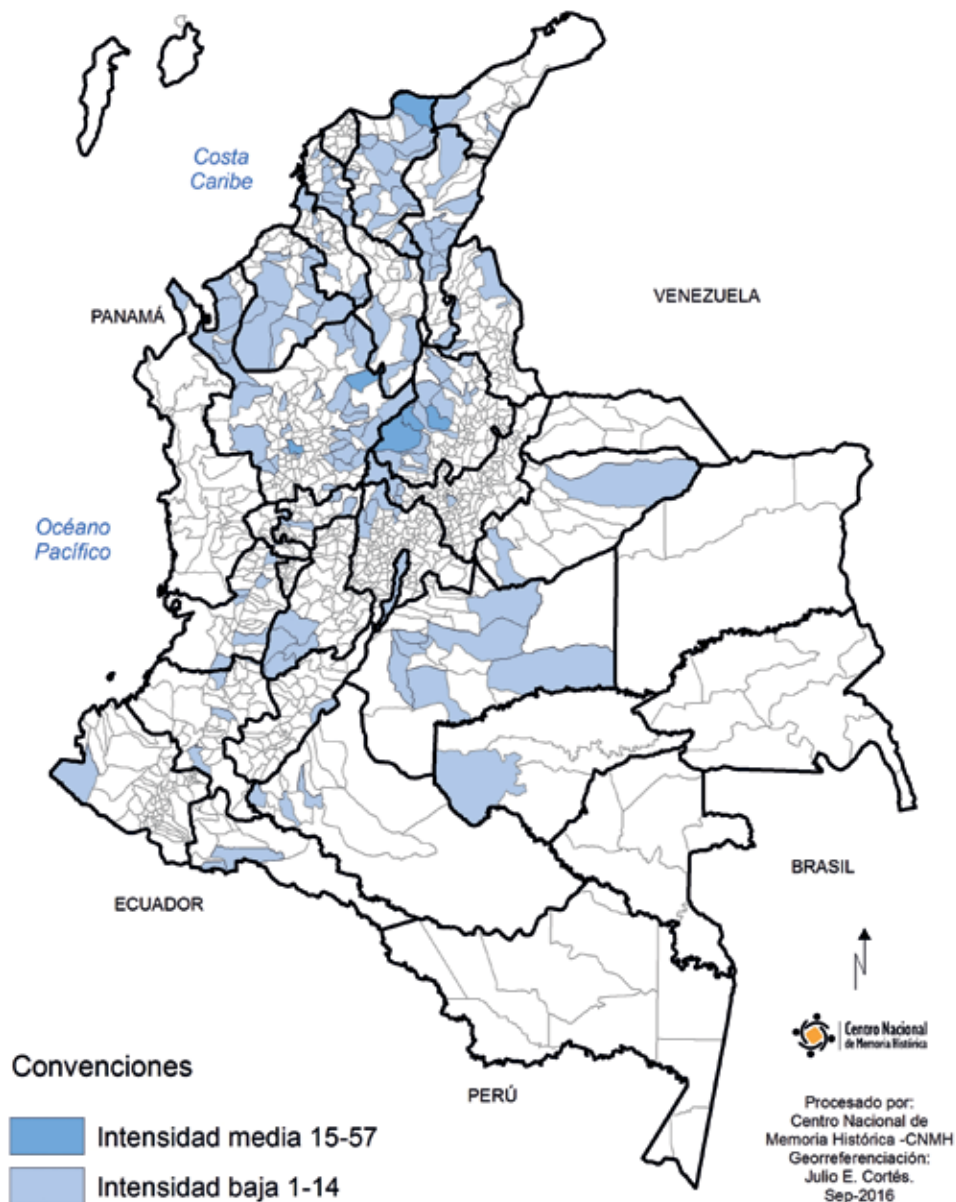 Costa
Caribe
PANAMÁ
VENEZUELA
Océano
Pacífico
BRASIL
ECUADOR
N
Centro Nacional
de Memoria Histórica
PERÚ
Convenciones
Intensidad media 15-57
Intensidad baja 1-14
Procesado por:
Centro Nacional de
Memoria Histórica -CNMH
Georreferenciación:
Julio E. Cortés.
Sep-2016